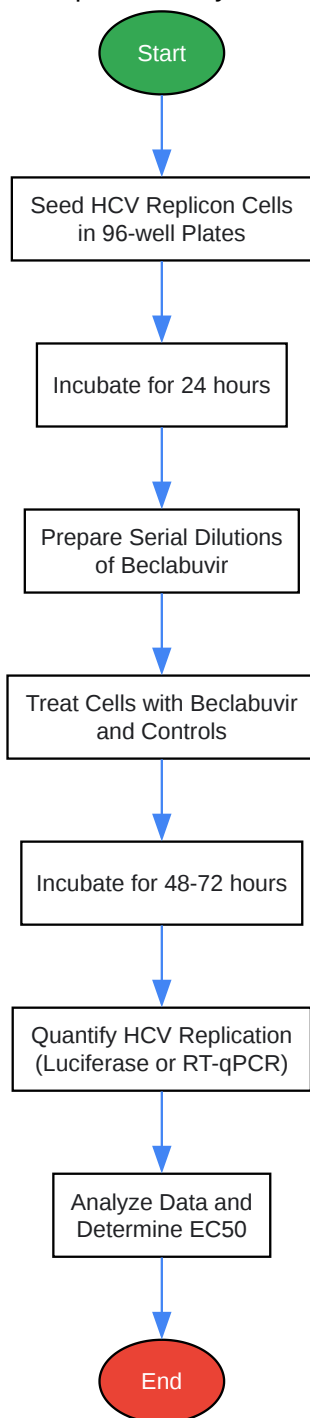 Start
Seed HCV Replicon Cells
in 96-well Plates
Incubate for 24 hours
Prepare Serial Dilutions
of Beclabuvir
Treat Cells with Beclabuvir
and Controls
Incubate for 48-72 hours
Quantify HCV Replication
(Luciferase or RT-qPCR)
Analyze Data and
Determine EC50
End